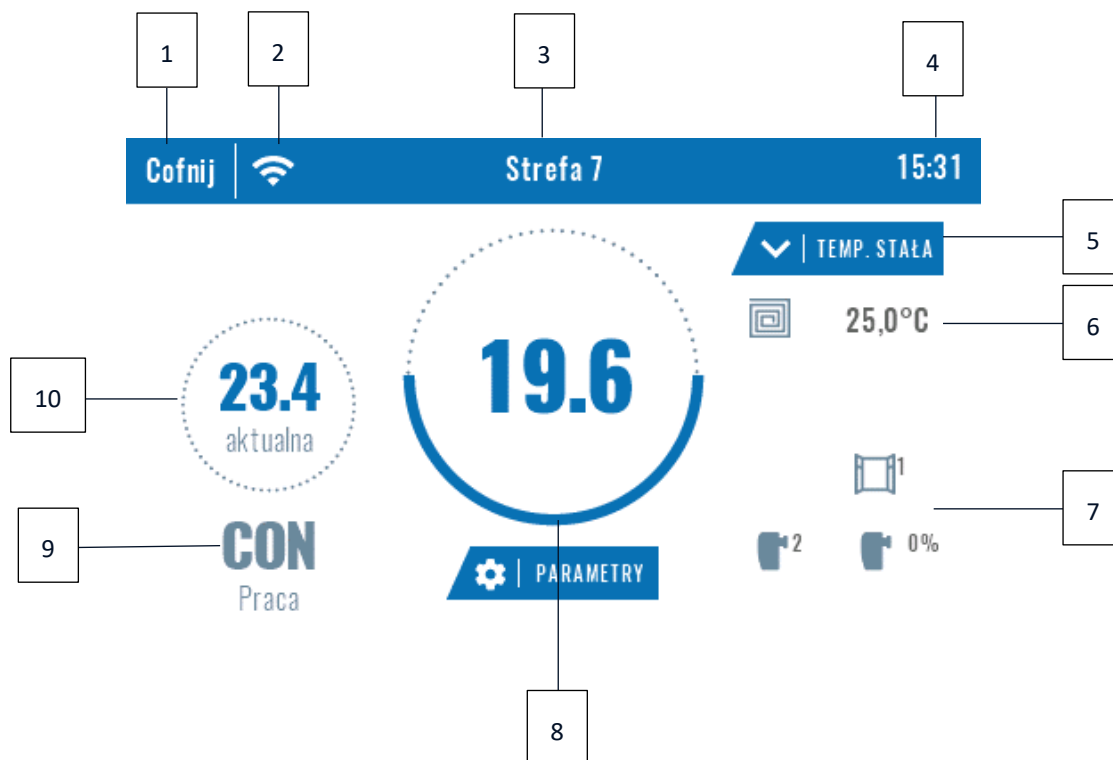 1
2
3
4
Cofnij
Strefa 7
15:31
5
TEMP. STAŁA
25,0°C
6
19.6
10
23.4
aktualna
1
7
9
CON
Praca
2
0%
PARAMETRY
8